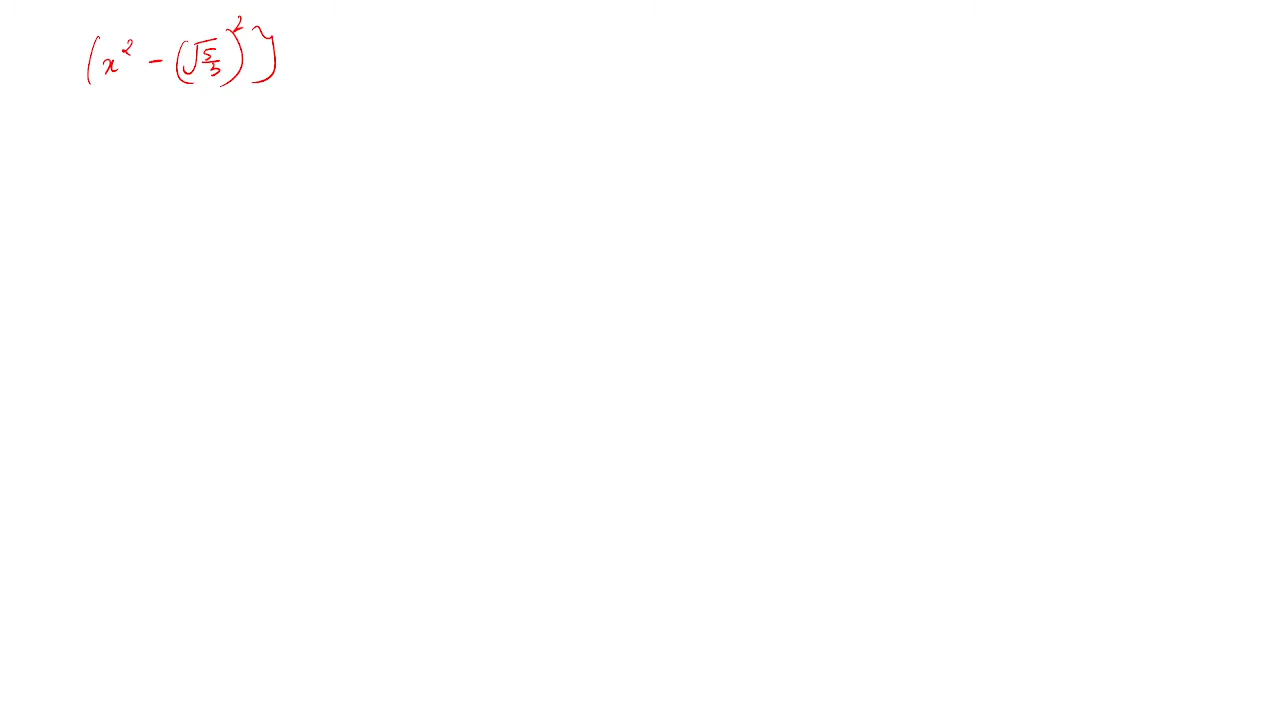 (x² - (√5/3)²)